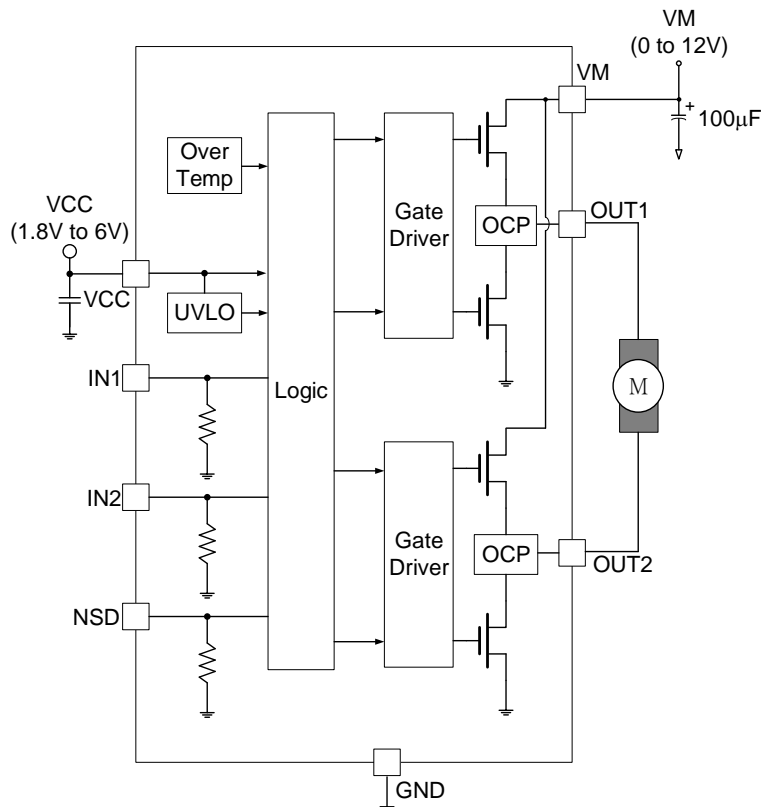 VM
(0 to 12V)
VM
+
100μF
Over
Temp
Gate
Driver
OCP
OUT1
VCC
(1.8V to 6V)
VCC
UVLO
IN1
Logic
M
IN2
Gate
Driver
OCP
OUT2
NSD
GND